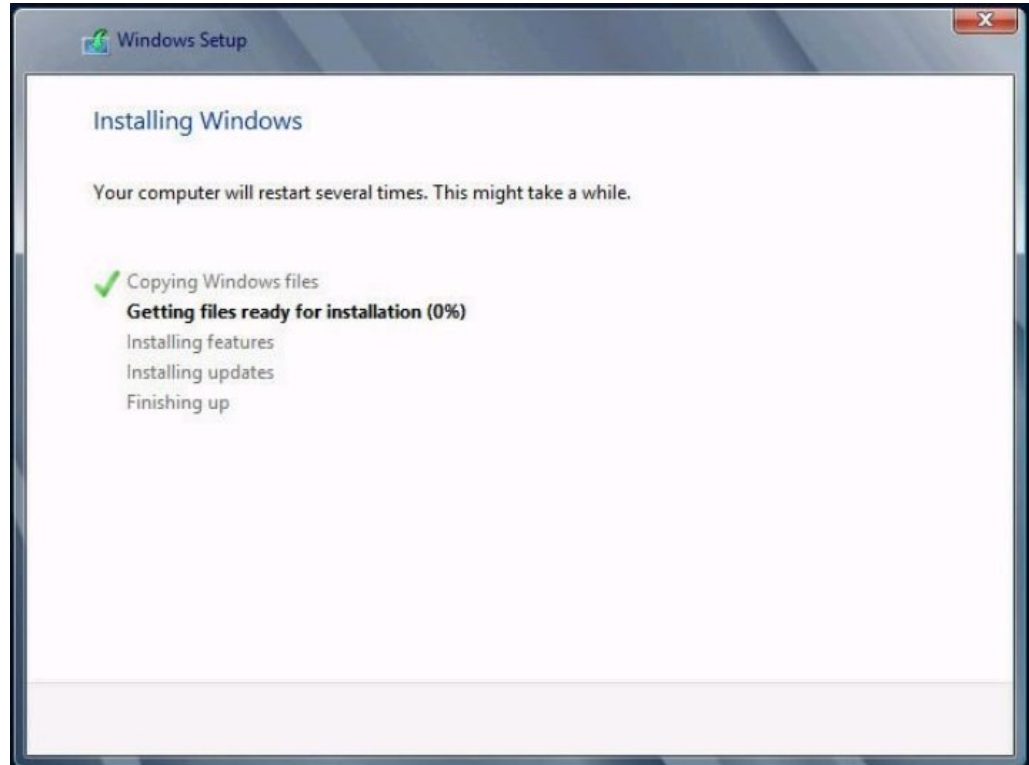 Windows Setup
Installing Windows
Your computer will restart several times. This might take a while.
Copying Windows files
Getting files ready for installation (0%)
Installing features
Installing updates
Finishing up